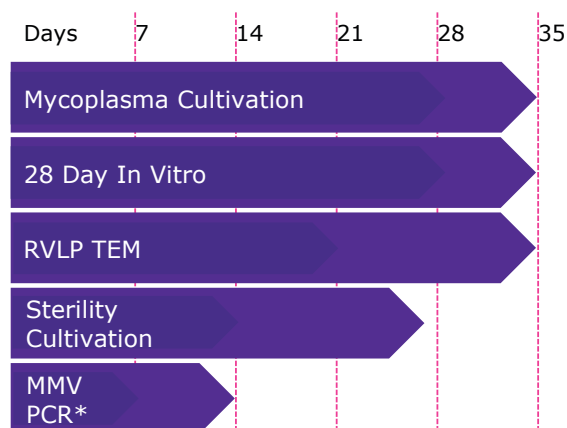 Days 7 14 21 28 35
Mycoplasma Cultivation
28 Day In Vitro
RVLP TEM
Sterility
Cultivation
MMV
PCR*